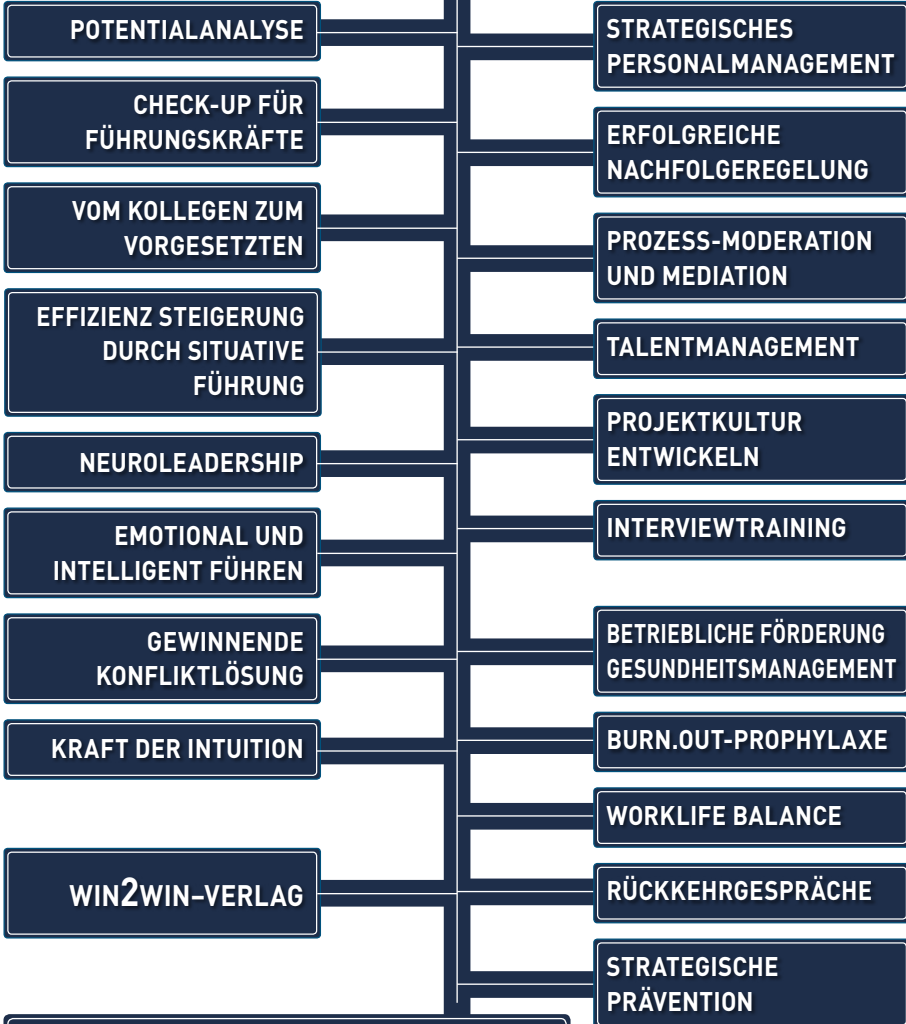 POTENTIALANALYSE
CHECK-UP FÜR
FÜHRUNGSKRÄFTE
VOM KOLLEGEN ZUM
VORGESETZTEN
EFFIZIENZ STEIGERUNG
DURCH SITUATIVE
FÜHRUNG
NEUROLEADERSHIP
EMOTIONAL UND
INTELLIGENT FÜHREN
GEWINNENDE
KONFLIKTLÖSUNG
KRAFT DER INTUITION
WIN2WIN-VERLAG
STRATEGISCHES
PERSONALMANAGEMENT
ERFOLGREICHE
NACHFOLGEREGELUNG
PROZESS-MODERATION
UND MEDIATION
TALENTMANAGEMENT
PROJEKTKULTUR
ENTWICKELN
INTERVIEWTRAINING
BETRIEBLICHE FÖRDERUNG
GESUNDHEITSMANAGEMENT
BURN.OUT-PROPHYLAXE
WORKLIFE BALANCE
RÜCKKEHRGESPRÄCHE
STRATEGISCHE
PRÄVENTION